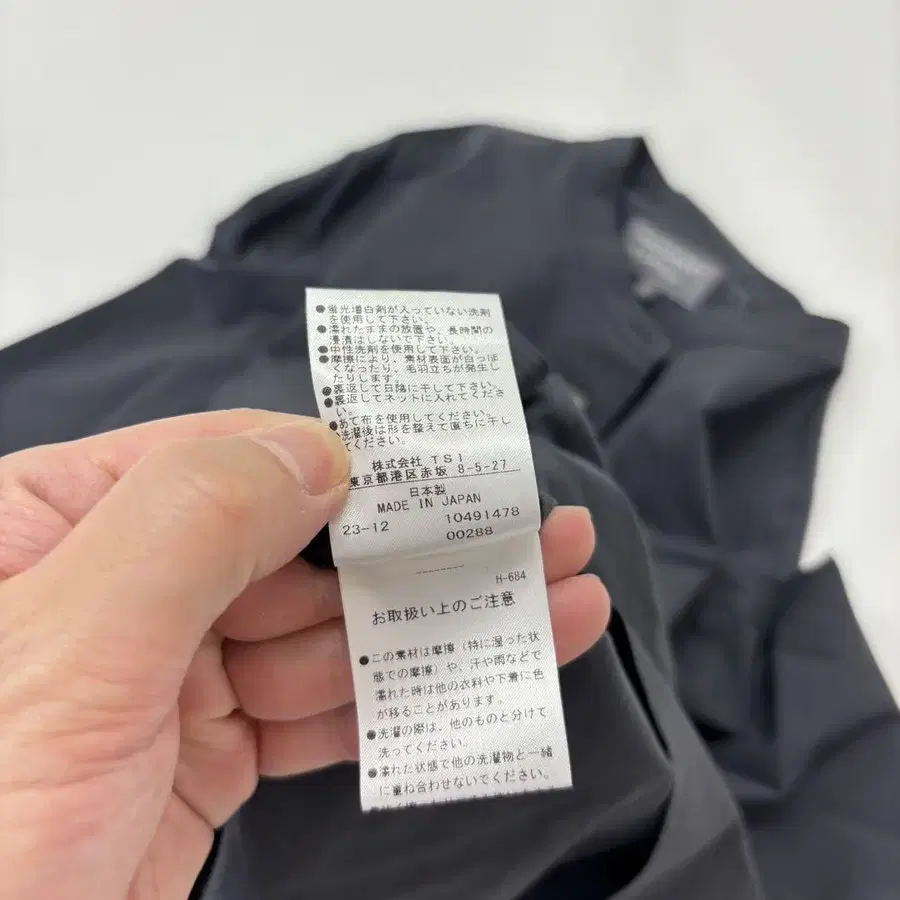 ●蛍光増白剤が入っていない洗剤
を使用して下さい。
●濡れたままの放置や、長時間の
浸漬はしないで下さい。
●中性洗剤を使用して下さい。
●摩擦により、素材表面が白っぽ
くなったり、毛羽立ちが発生し
たりします。
●裏返して日陰に干して下さい。
●裏返してネットに入れてくださ
い。
●あて布を使用してください。
●洗濯後は形を整えて直ちに干し
てください。
株式会社 TSI
東京都港区赤坂 8-5-27
日本製
MADE IN JAPAN
23-12 10491478
00288
H-684
お取扱い上のご注意
●この素材は摩擦(特に湿った状
態での摩擦)や、汗や雨などで
濡れた時は他の衣料や下着に色
が移ることがあります。
●洗濯の際は、他のものと分けて
洗ってください。
●濡れた状態で他の洗濯物と一緒
に重ね合わせないでください。